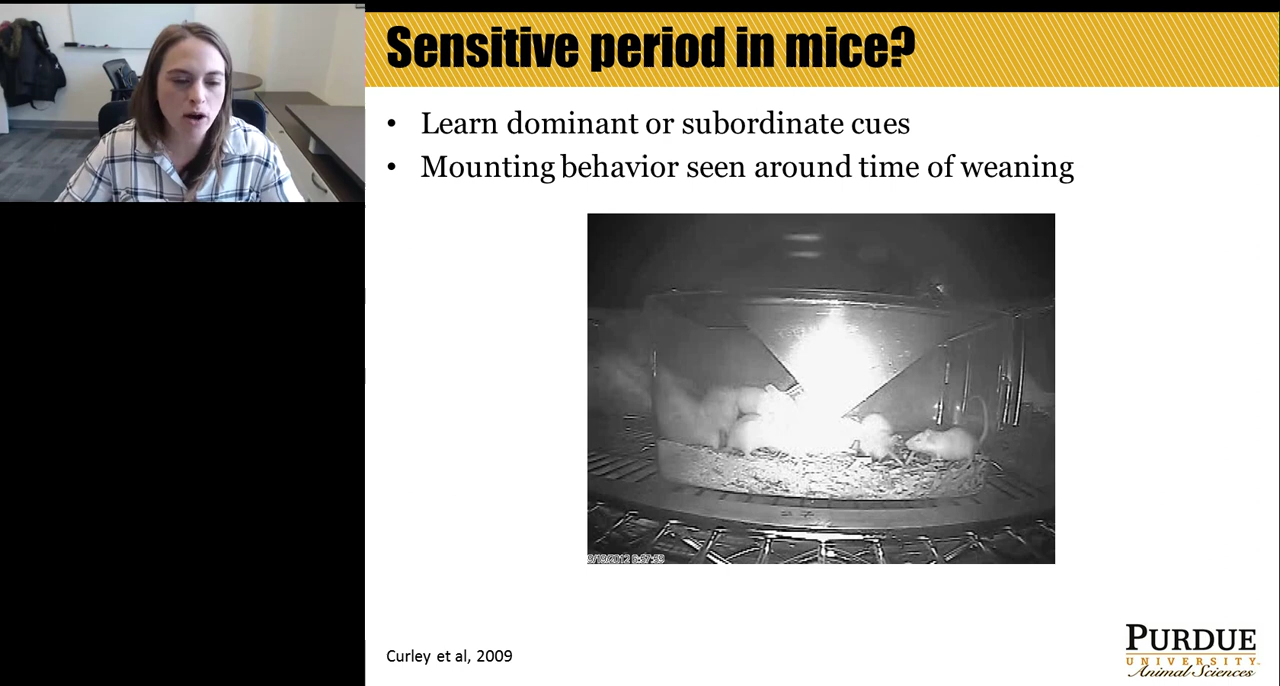 Sensitive period in mice?
• Learn dominant or subordinate cues
• Mounting behavior seen around time of weaning
Curley et al, 2009
PURDUE
UNIVERSITY
Animal Sciences